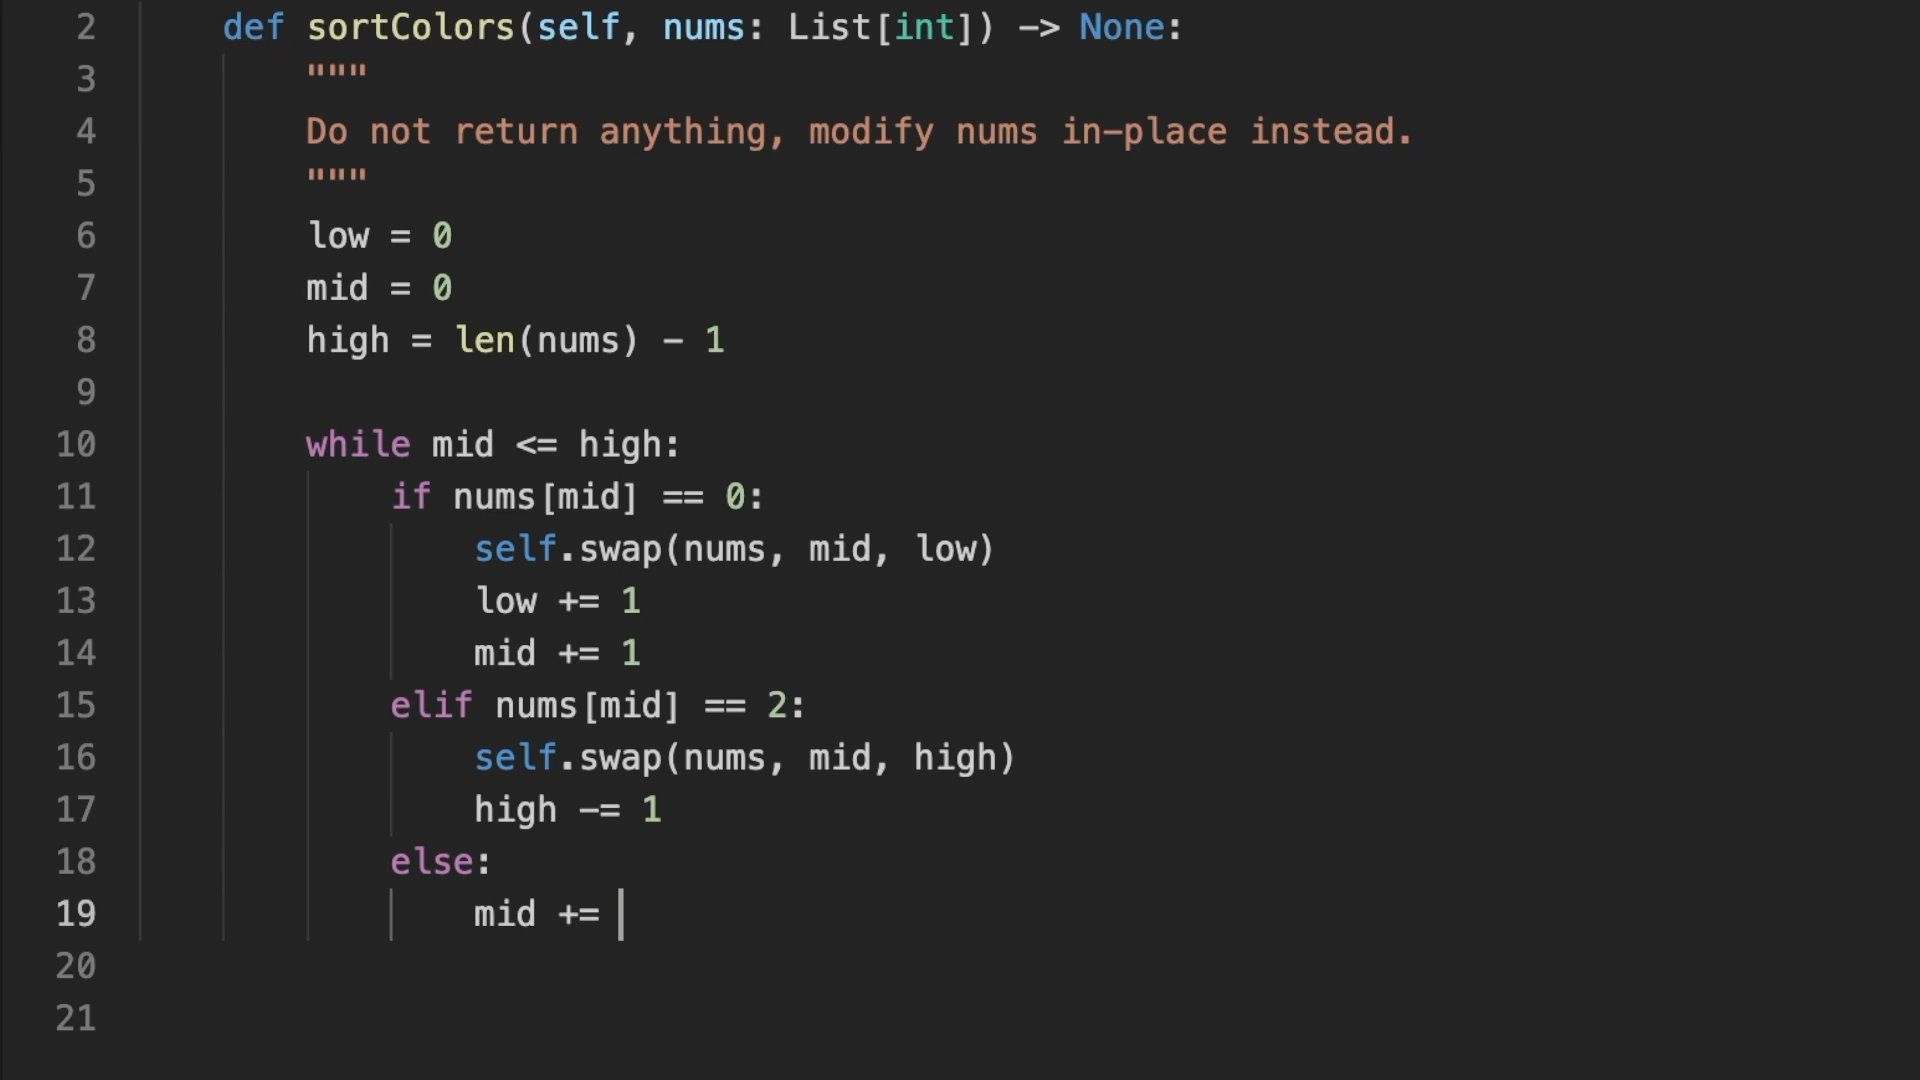 2 def sortColors(self, nums: List[int]) -> None:
3 """
4 Do not return anything, modify nums in-place instead.
5 """
6 low = 0
7 mid = 0
8 high = len(nums) - 1
9
10 while mid <= high:
11 if nums[mid] == 0:
12 self.swap(nums, mid, low)
13 low += 1
14 mid += 1
15 elif nums[mid] == 2:
16 self.swap(nums, mid, high)
17 high -= 1
18 else:
19 mid +=
20
21